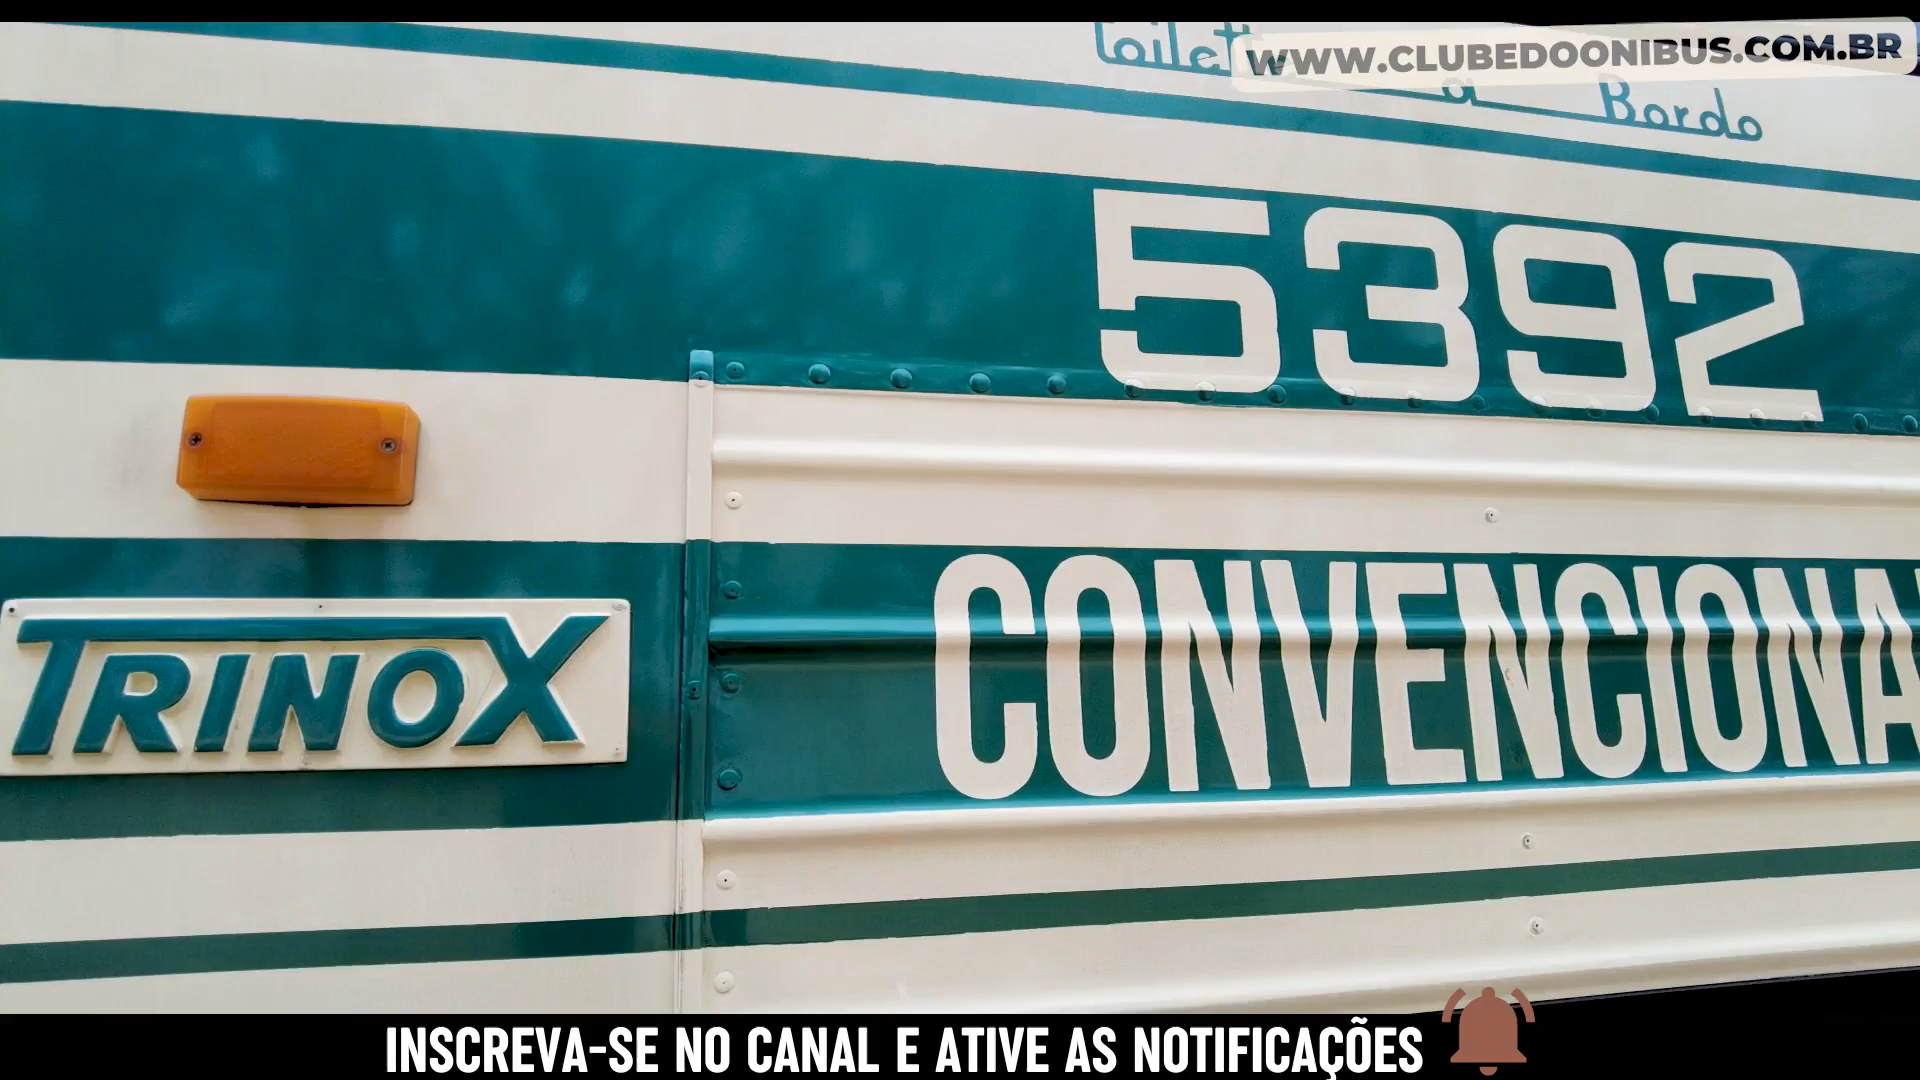 WWW.CLUBEDOONIBUS.COM.BR
a Bordo
5392
CONVENCIONA
TRINOX
INSCREVA-SE NO CANAL E ATIVE AS NOTIFICAÇÕES